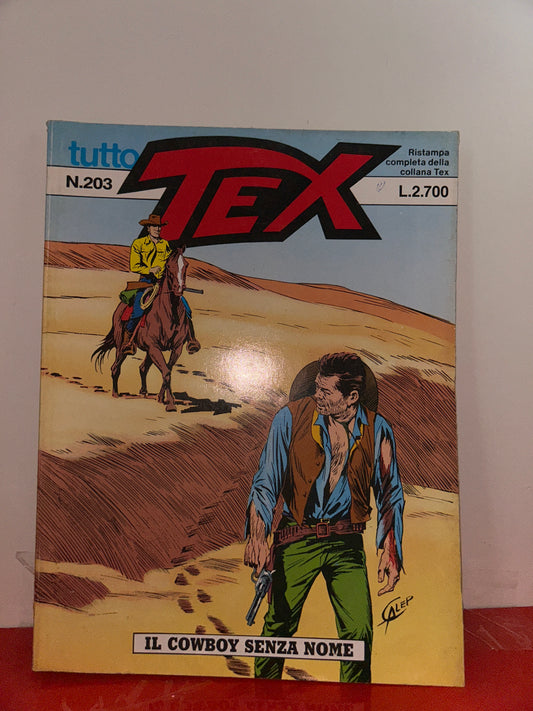 tutto
TEX
Ristampa
completa della
collana Tex
N.203
L.2.700
GALEP
IL COWBOY SENZA NOME